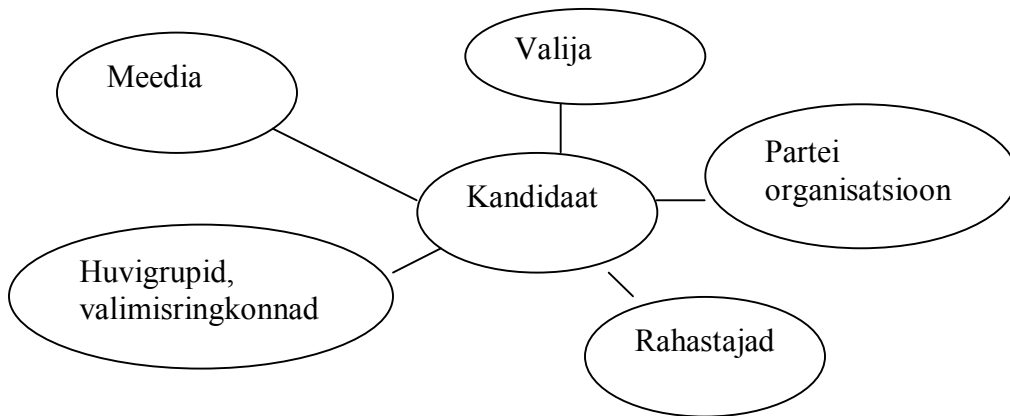 Meedia
Valija
Partei
organisatsioon
Kandidaat
Huvigrupid,
valimisringkonnad
Rahastajad